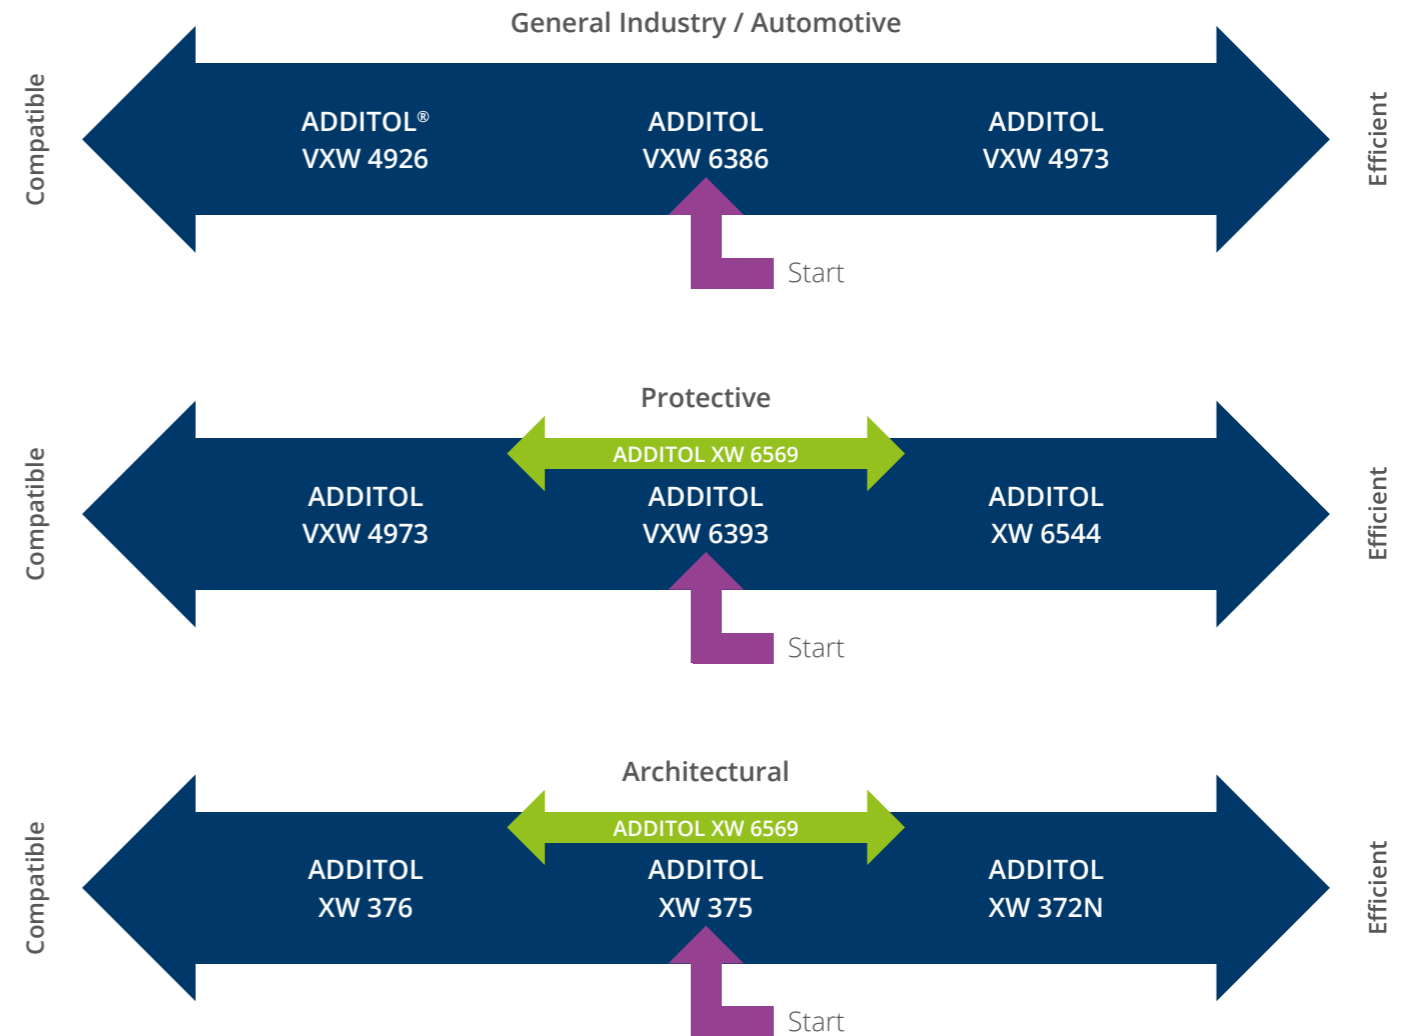 General Industry / Automotive
Compatible
ADDITOL®
VXW 4926
ADDITOL
VXW 6386
ADDITOL
VXW 4973
Efficient
Start
Protective
Compatible
ADDITOL XW 6569
ADDITOL
VXW 4973
ADDITOL
VXW 6393
ADDITOL
XW 6544
Efficient
Start
Architectural
Compatible
ADDITOL XW 6569
ADDITOL
XW 376
ADDITOL
XW 375
ADDITOL
XW 372N
Efficient
Start